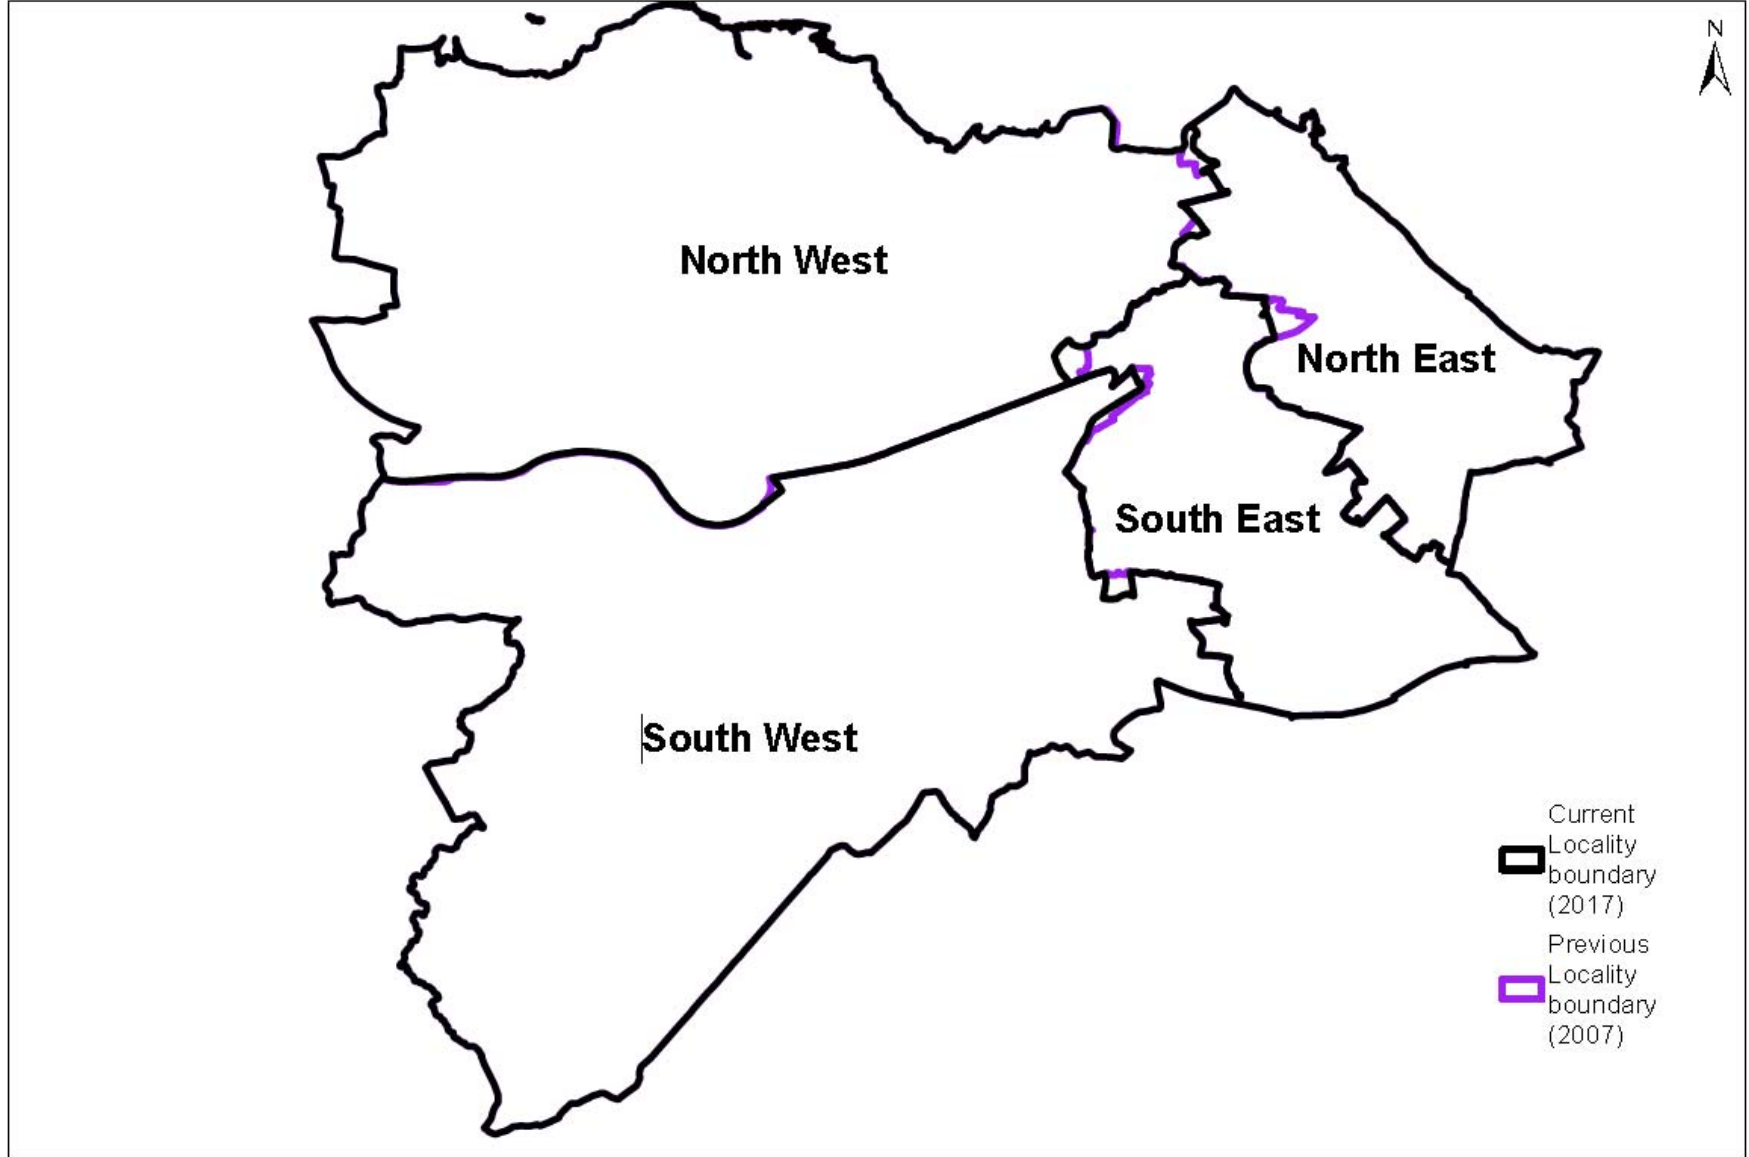 N
North West
North East
South East
South West
Current
Locality
boundary
(2017)
Previous
Locality
boundary
(2007)